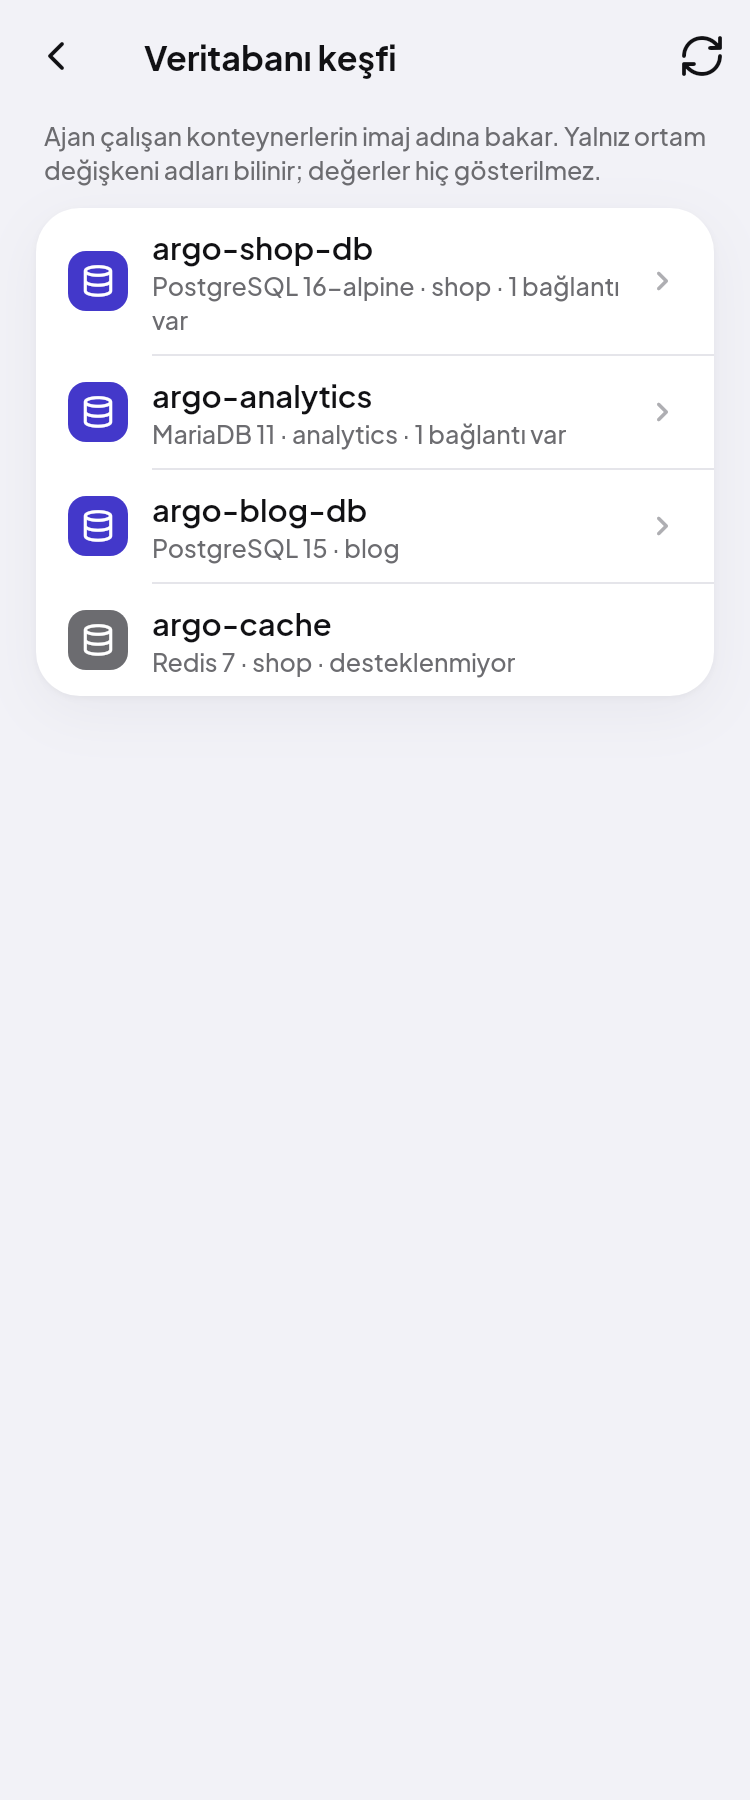 Veritabanı keşfi
Ajan çalışan konteynerlerin imaj adına bakar. Yalnız ortam
değişkeni adları bilinir; değerler hiç gösterilmez.
argo-shop-db
PostgreSQL 16-alpine · shop · 1 bağlantı
var
argo-analytics
MariaDB 11 · analytics · 1 bağlantı var
argo-blog-db
PostgreSQL 15 · blog
argo-cache
Redis 7 · shop · desteklenmiyor